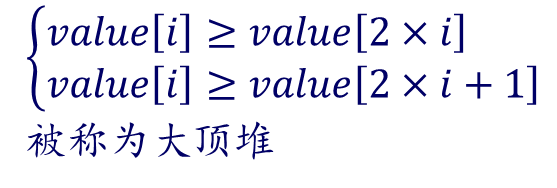 value[i] ≥ value[2 × i]
value[i] ≥ value[2 × i + 1]
被称为大顶堆